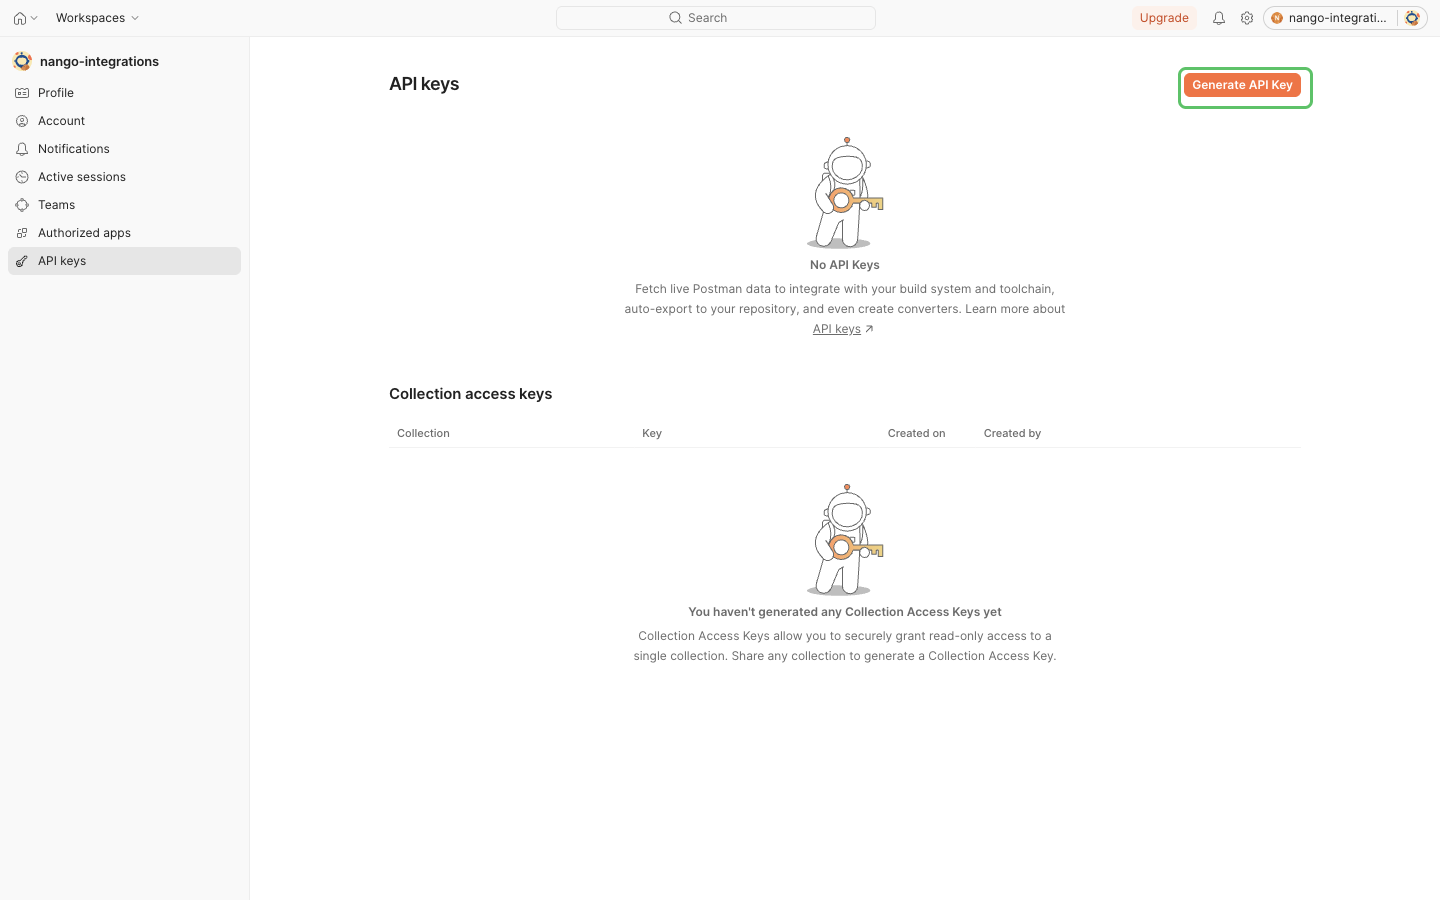 Workspaces
Search
Upgrade
N
nango-integrati...
nango-integrations
Profile
Account
Notifications
Active sessions
Teams
Authorized apps
API keys
API keys
Generate API Key
No API Keys
Fetch live Postman data to integrate with your build system and toolchain,
auto-export to your repository, and even create converters. Learn more about
API keys
Collection access keys
Collection Key Created on Created by
You haven't generated any Collection Access Keys yet
Collection Access Keys allow you to securely grant read-only access to a
single collection. Share any collection to generate a Collection Access Key.